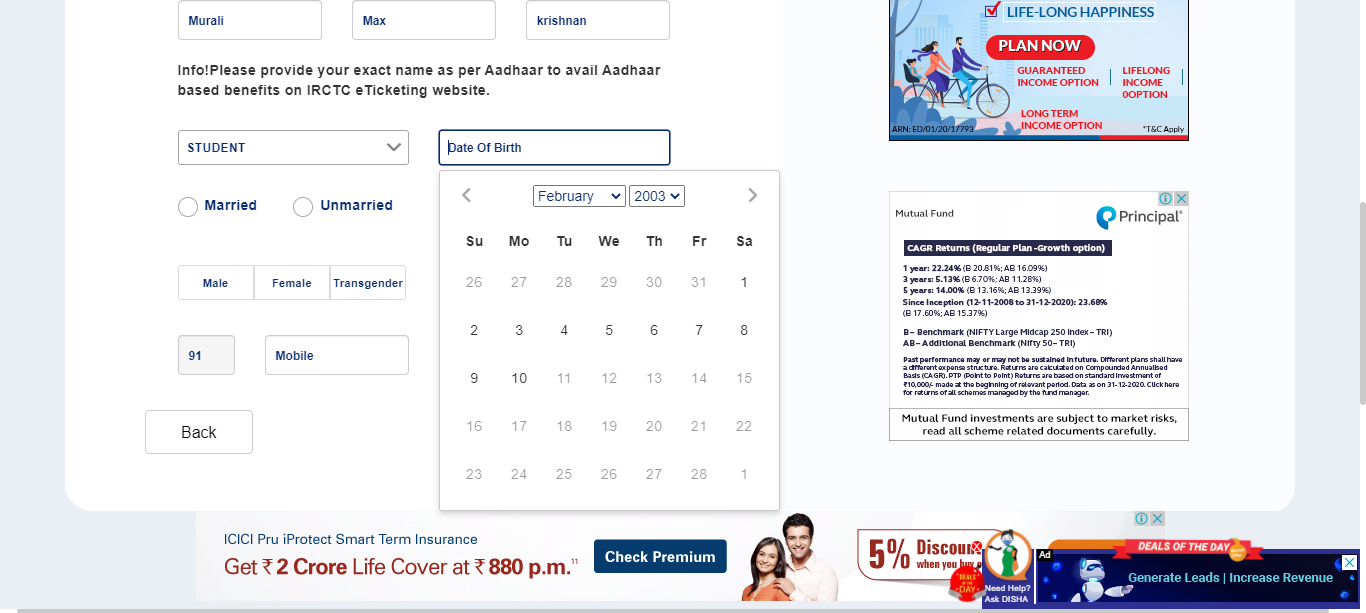 Murali
Max
krishnan
Info!Please provide your exact name as per Aadhaar to avail Aadhaar
based benefits on IRCTC eTicketing website.
STUDENT
Date Of Birth
Married
Unmarried
Male
Female
Transgender
91
Mobile
Back
February 2003
Su Mo Tu We Th Fr Sa
26 27 28 29 30 31 1
2 3 4 5 6 7 8
9 10 11 12 13 14 15
16 17 18 19 20 21 22
23 24 25 26 27 28 1
LIFE-LONG HAPPINESS
PLAN NOW
GUARANTEED
INCOME OPTION
LIFELONG
INCOME
0OPTION
LONG TERM
INCOME OPTION
ARN: ED/01/20/17793
*T&C Apply
Mutual Fund
Principal®
CAGR Returns (Regular Plan -Growth option)
1 year: 22.24% (B 20.81%; AB 16.09%)
3 years: 5.13% (B 6.70%; AB 11.28%)
5 years: 14.00% (B 13.16%; AB 13.39%)
Since Inception (12-11-2008 to 31-12-2020): 23.68%
(B 17.60%; AB 15.37%)
B– Benchmark (NIFTY Large Midcap 250 Index – TRI)
AB– Additional Benchmark (Nifty 50– TRI)
Past performance may or may not be sustained in future. Different plans shall have
a different expense structure. Returns are calculated on Compounded Annualised
Basis (CAGR). PTP (Point to Point) Returns are based on standard investment of
₹10,000/- made at the beginning of relevant period. Data as on 31-12-2020. Click here
for returns of all schemes managed by the fund manager.
Mutual Fund investments are subject to market risks,
read all scheme related documents carefully.
ICICI Pru iProtect Smart Term Insurance
Get ₹ 2 Crore Life Cover at ₹ 880 p.m.11
Check Premium
5% Discount
when you buy
DEALS
OF THE
DAY
Need Help?
Ask DISHA
Ad
DEALS OF THE DAY
Generate Leads | Increase Revenue